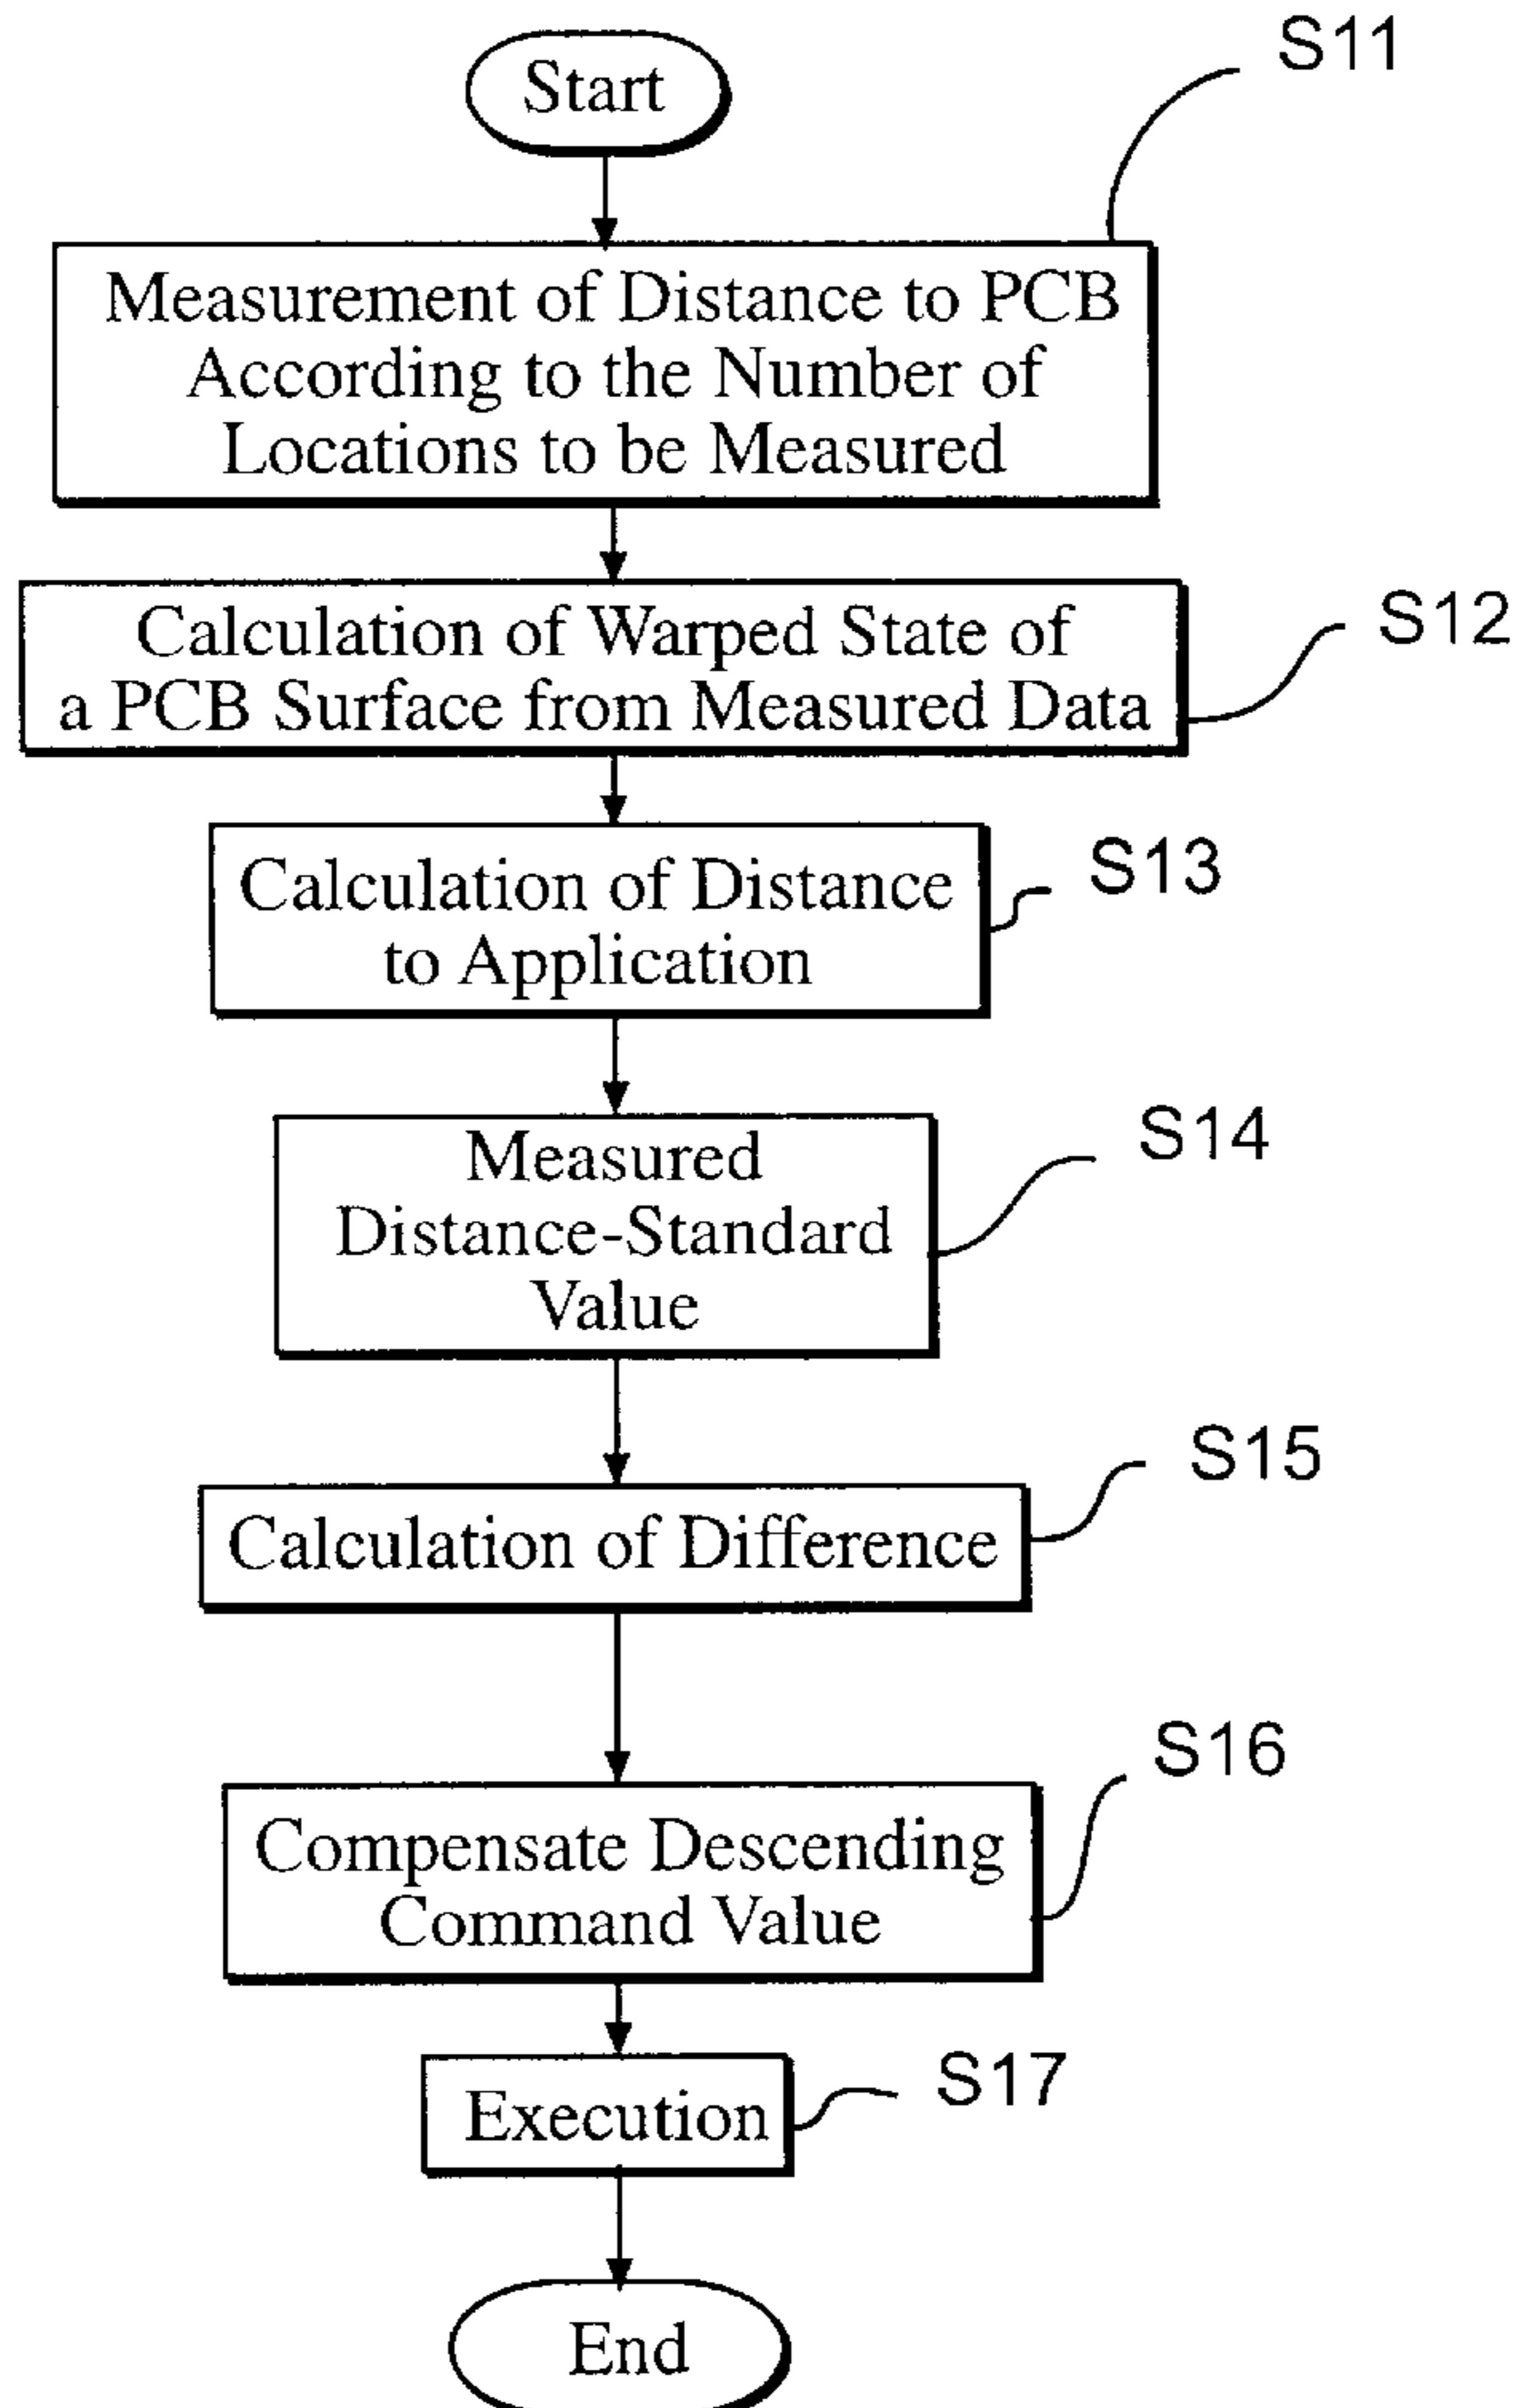 Start
S11
Measurement of Distance to PCB
According to the Number of
Locations to be Measured
Calculation of Warped State of
a PCB Surface from Measured Data
S12
Calculation of Distance
to Application
S13
Measured
Distance-Standard
Value
S14
Calculation of Difference
S15
Compensate Descending
Command Value
S16
Execution
S17
End